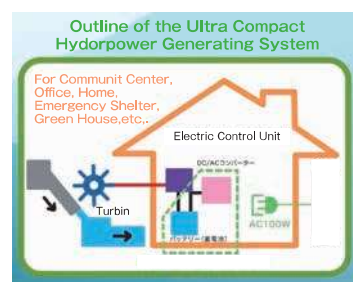 Outline of the Ultra Compact
Hydorpower Generating System
For Communit Center,
Office, Home,
Emergency Shelter,
Green House,etc,.
Electric Control Unit
DC/ACコンバーター
Turbin
AC100W
バッテリー(蓄電池)